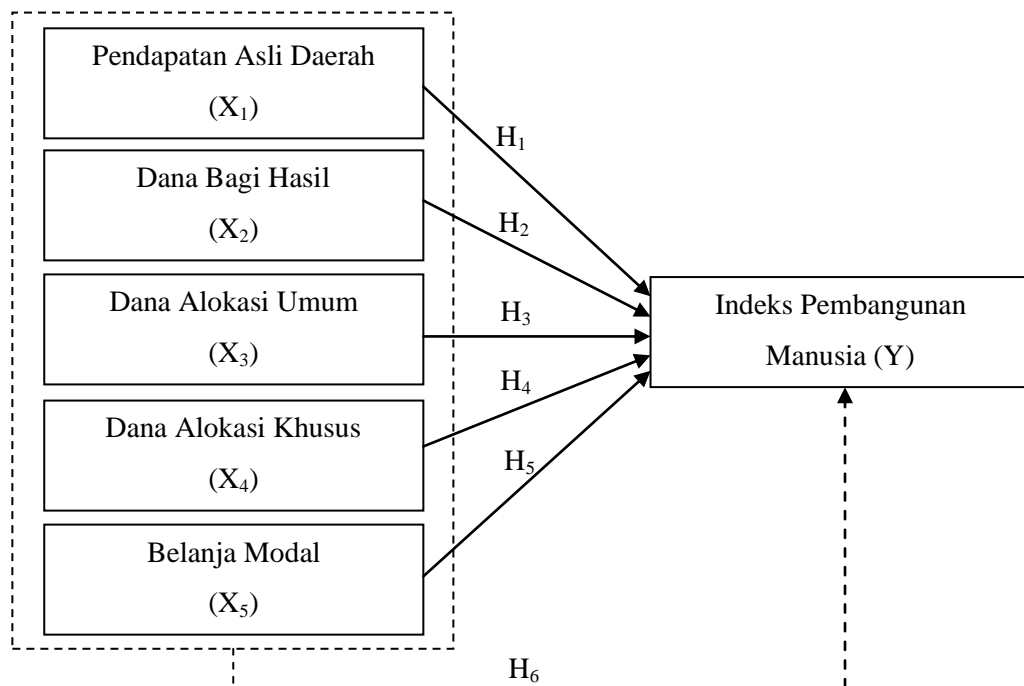 Pendapatan Asli Daerah
(X₁)
Dana Bagi Hasil
(X₂)
Dana Alokasi Umum
(X₃)
Dana Alokasi Khusus
(X₄)
Belanja Modal
(X₅)
H₁
H₂
H₃
H₄
H₅
Indeks Pembangunan
Manusia (Y)
H₆